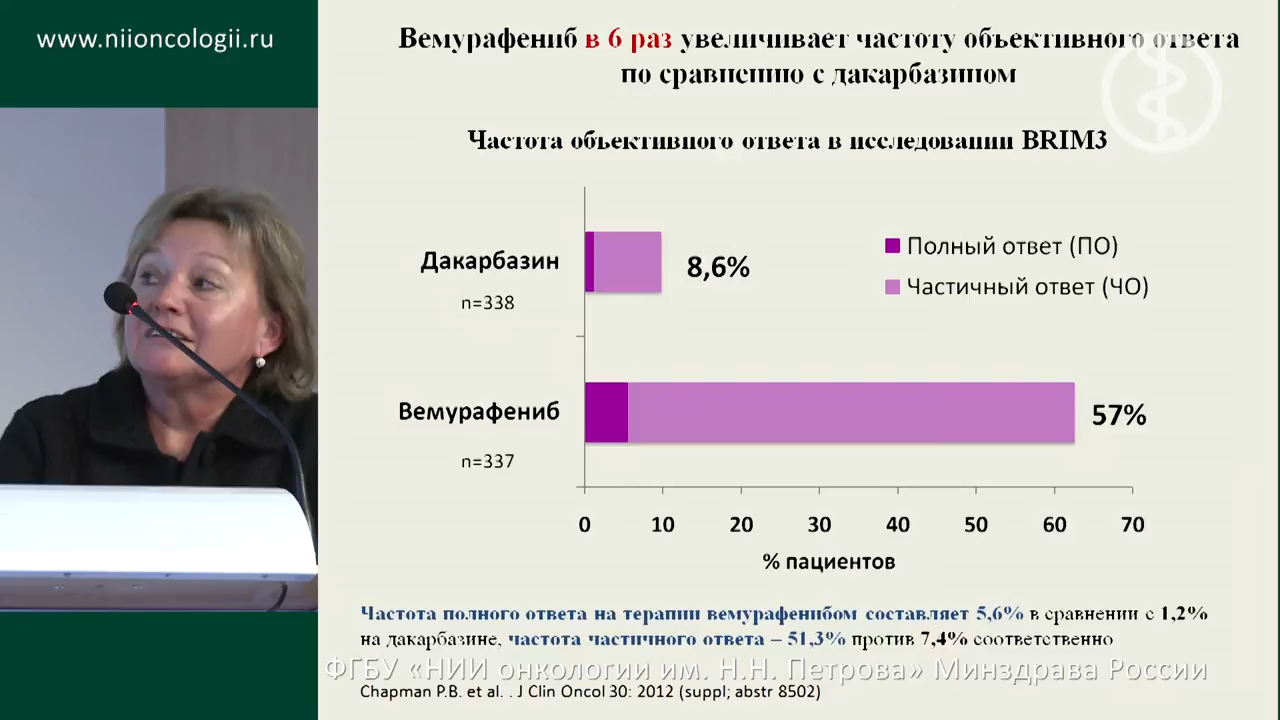 www.niioncologii.ru
Вемурафениб в 6 раз увеличивает частоту объективного ответа
по сравнению с дакарбазином
Частота объективного ответа в исследовании BRIM3
Дакарбазин
n=338
8,6%
Полный ответ (ПО)
Частичный ответ (ЧО)
Вемурафениб
n=337
57%
0 10 20 30 40 50 60 70
% пациентов
Частота полного ответа на терапии вемурафенибом составляет 5,6% в сравнении с 1,2%
на дакарбазине, частота частичного ответа – 51,3% против 7,4% соответственно
ФГБУ «НИИ онкологии им. Н.Н. Петрова» Минздрава России
Chapman P.B. et al. . J Clin Oncol 30: 2012 (suppl; abstr 8502)